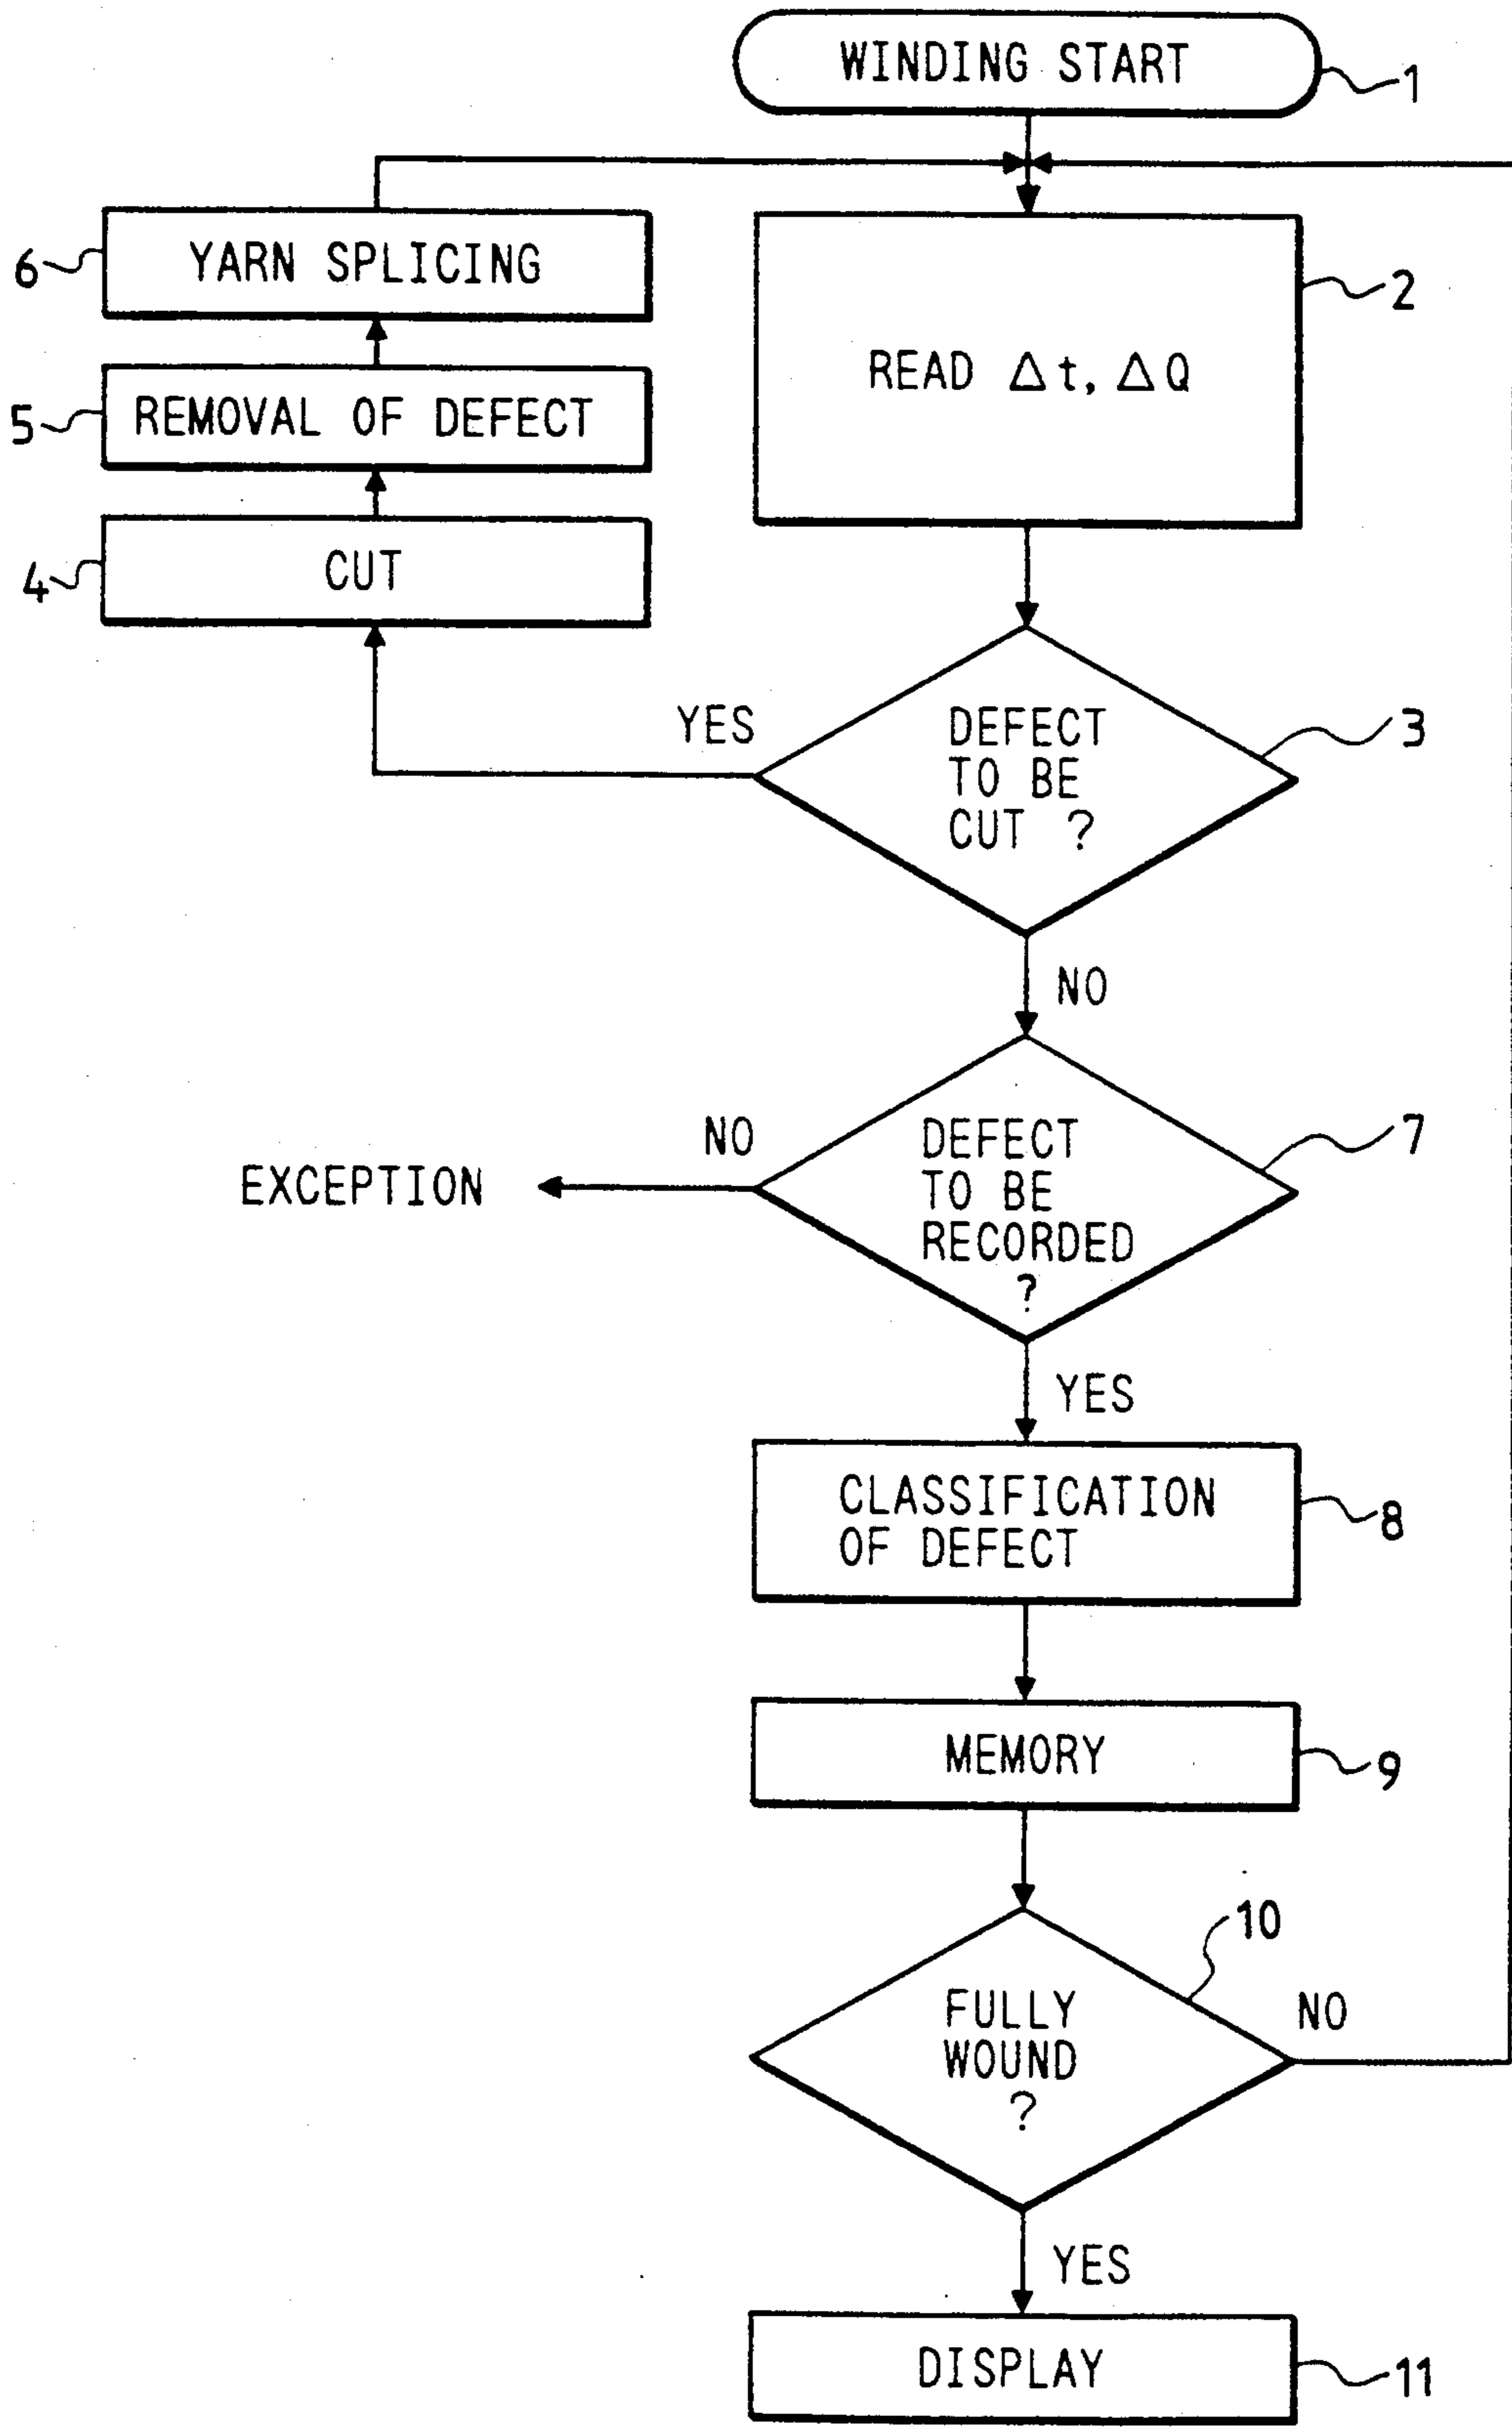 WINDING START
1
6
YARN SPLICING
READ Δt, ΔQ
2
5
REMOVAL OF DEFECT
4
CUT
YES
DEFECT
TO BE
CUT ?
3
NO
NO
DEFECT
TO BE
RECORDED
?
7
EXCEPTION
YES
CLASSIFICATION
OF DEFECT
8
MEMORY
9
10
FULLY
WOUND
?
NO
YES
DISPLAY
11